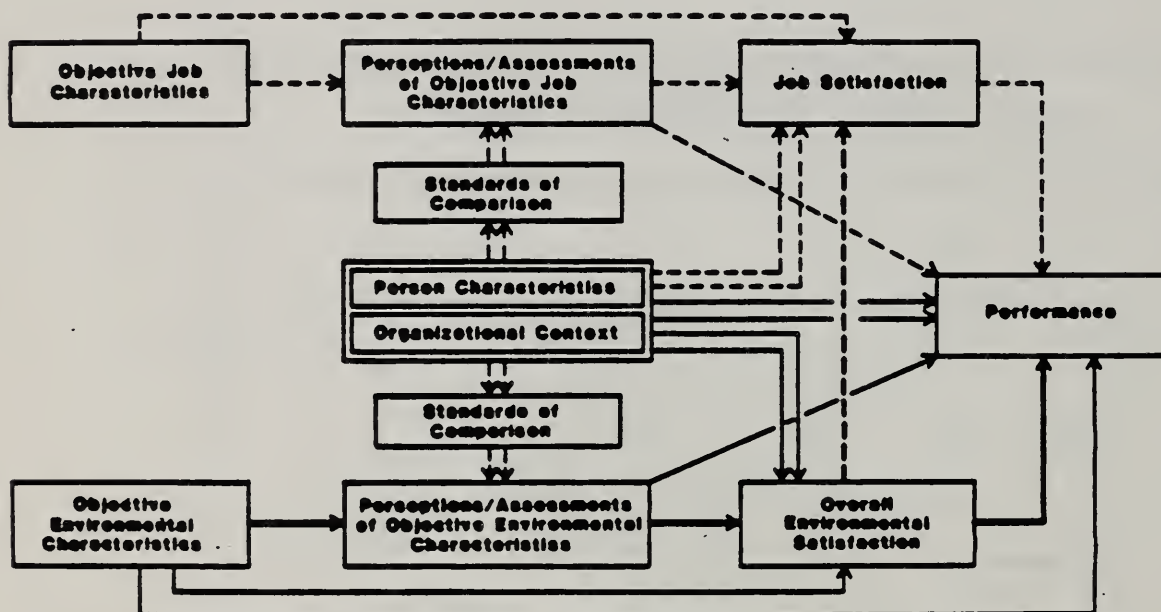 Objective Job
Characteristics
Perceptions/Assessments
of Objective Job
Characteristics
Job Satisfaction
Standards of
Comparison
Person Characteristics
Organizational Context
Performance
Standards of
Comparison
Objective
Environmental
Characteristics
Perceptions/Assessments
of Objective Environmental
Characteristics
Overall
Environmental
Satisfaction